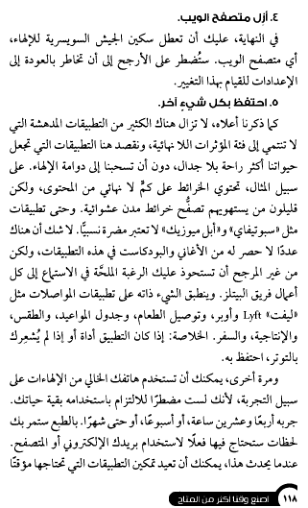 ٤. أزل متصفح الويب.
في النهاية، عليك أن تعطل سكين الجيش السويسرية للإلهاء،
أي متصفح الويب. ستُضطر على الأرجح إلى أن تخاطر بالعودة إلى
الإعدادات للقيام بهذا التغيير.
٥. احتفظ بكل شيءٍ آخر.
كما ذكرنا أعلاه، لا تزال هناك الكثير من التطبيقات المدهشة التي
لا تنتمي إلى فئة المؤثرات اللا نهائية، ونقصد هنا التطبيقات التي تجعل
حيواتنا أكثر راحة بلا جدال، دون أن تسحبنا إلى دوامة الإلهاء. على
سبيل المثال، تحتوي الخرائط على كمٍّ لا نهائي من المحتوى، ولكن
قليلون من يستهويهم تصفُّح خرائط مدن عشوائية. وحتى تطبيقات
مثل «سبوتيفاي» و«أبل ميوزيك» لا تعتبر مضرة نسبيًّا. لا شك أن هناك
عددًا لا حصر له من الأغاني والبودكاست في هذه التطبيقات، ولكن
من غير المرجح أن تستحوذ عليك الرغبة الملحَّة في الاستماع إلى كل
أعمال فريق البيتلز. وينطبق الشيء ذاته على تطبيقات المواصلات مثل
«ليفت» Lyft وأوبر، وتوصيل الطعام، وجدول المواعيد، والطقس،
والإنتاجية، والسفر. الخلاصة: إذا كان التطبيق أداة أو إذا لم يُشعِرك
بالتوتر، احتفظ به.
ومرة أخرى، يمكنك أن تستخدم هاتفك الخالي من الإلهاءات على
سبيل التجربة، لأنك لست مضطرًا للالتزام باستخدامه بقية حياتك.
جربه أربعًا وعشرين ساعة، أو أسبوعًا، أو حتى شهرًا. بالطبع ستمر بك
لحظات ستحتاج فيها فعلًا لاستخدام بريدك الإلكتروني أو المتصفح.
عندما يحدث هذا، يمكنك أن تعيد تمكين التطبيقات التي تحتاجها مؤقتًا
١١٨ اصنع وقتا أكثر من المتاح